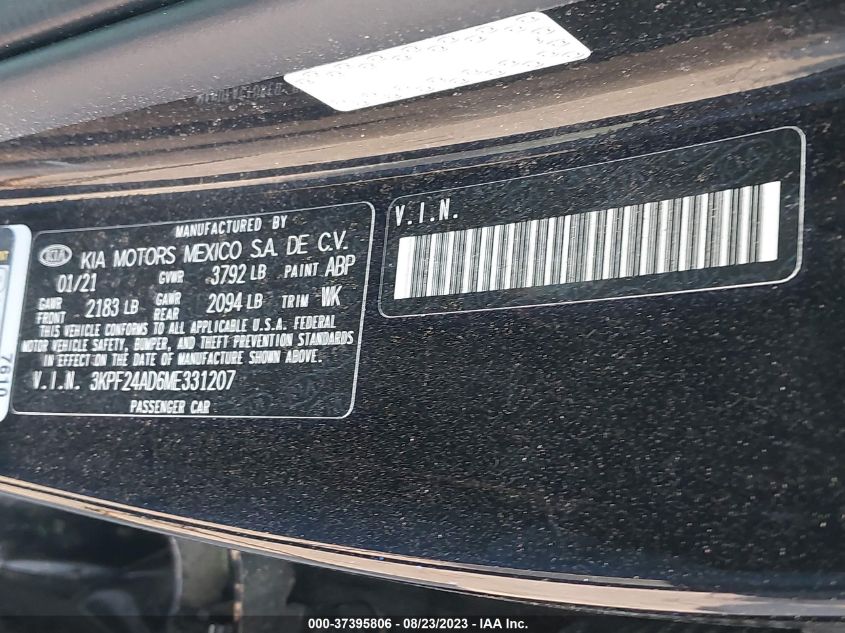 MANUFACTURED BY
KIA KIA MOTORS MEXICO S.A. DE C.V.
01/21 GVWR 3792 LB PAINT ABP
GAWR FRONT 2183 LB GAWR REAR 2094 LB TRIM WK
THIS VEHICLE CONFORMS TO ALL APPLICABLE U.S.A. FEDERAL
MOTOR VEHICLE SAFETY, BUMPER, AND THEFT PREVENTION STANDARDS
IN EFFECT ON THE DATE OF MANUFACTURE SHOWN ABOVE.
V.I.N. 3KPF24AD6ME331207
PASSENGER CAR
V.I.N.
7610
000-37395806 - 08/23/2023 - IAA Inc.